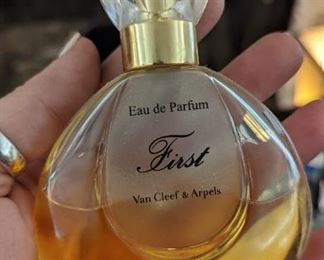 Eau de Parfum
First
Van Cleef & Arpels